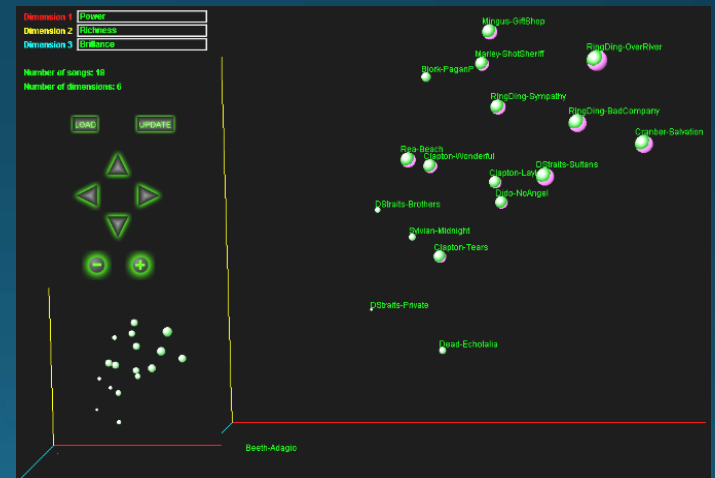 Dimension 1 Power
Dimension 2 Richness
Dimension 3 Brilliance
Number of songs: 18
Number of dimensions: 6
LOAD UPDATE
Mingus-GiftShop
RingDing-OverRiver
Marley-ShotSheriff
Bjork-PaganP
RingDing-Sympathy
RingDing-BadCompany
Cranber-Salvation
Rea-Beach
Clapton-Wonderful
DStraits-Sultans
Clapton-Layl
Dido-NoAngel
DStraits-Brothers
Sylvian-Midnight
Clapton-Tears
DStraits-Private
Dead-Echolalia
Beeth-Adagio